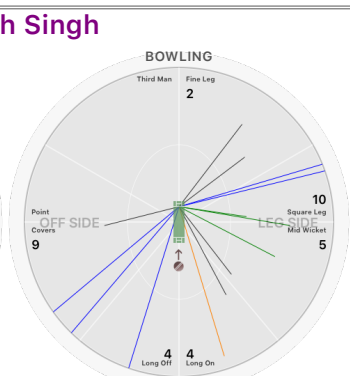 h Singh
BOWLING
Third Man Fine Leg
2
10
Point Square Leg
OFF SIDE LEG SIDE
Covers Mid Wicket
9 5
4 4
Long Off Long On